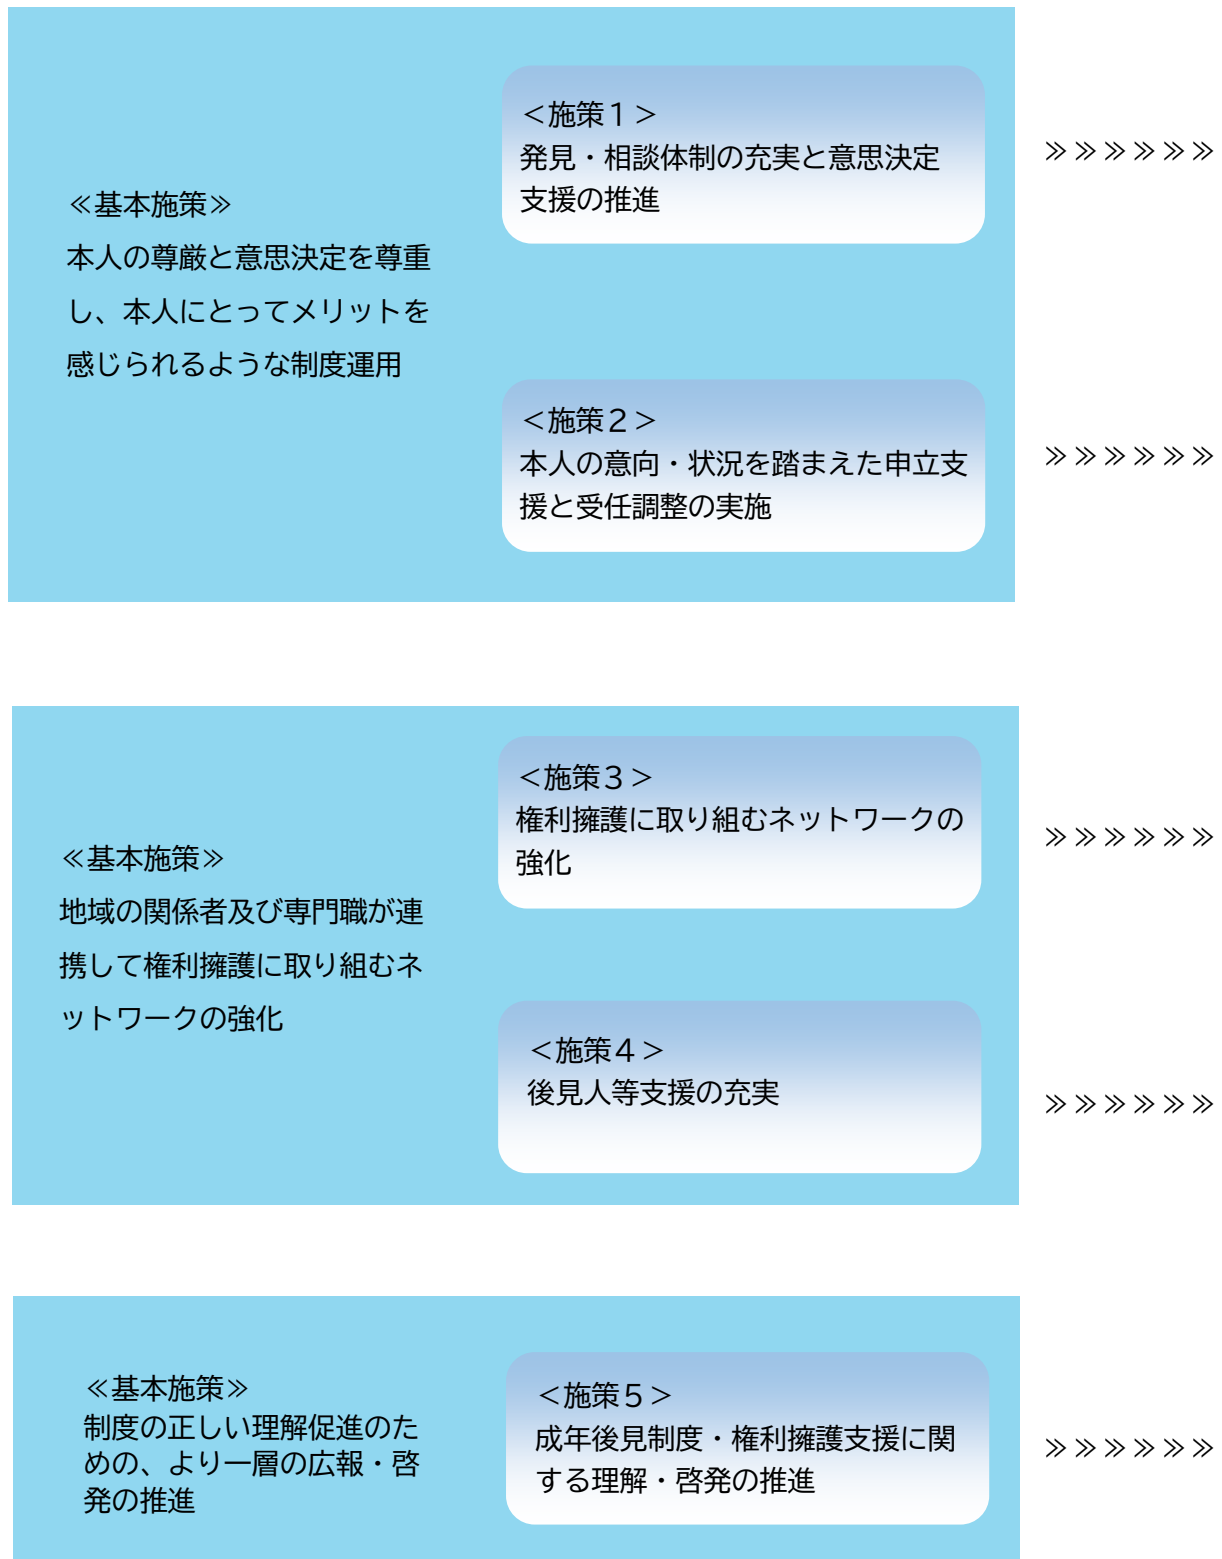 ≪基本施策≫
本人の尊厳と意思決定を尊重
し、本人にとってメリットを
感じられるような制度運用
＜施策１＞
発見・相談体制の充実と意思決定
支援の推進
≫≫≫≫≫≫
＜施策２＞
本人の意向・状況を踏まえた申立支
援と受任調整の実施
≫≫≫≫≫≫
≪基本施策≫
地域の関係者及び専門職が連
携して権利擁護に取り組むネ
ットワークの強化
＜施策３＞
権利擁護に取り組むネットワークの
強化
≫≫≫≫≫≫
＜施策４＞
後見人等支援の充実
≫≫≫≫≫≫
≪基本施策≫
制度の正しい理解促進のた
めの、より一層の広報・啓
発の推進
＜施策５＞
成年後見制度・権利擁護支援に関
する理解・啓発の推進
≫≫≫≫≫≫